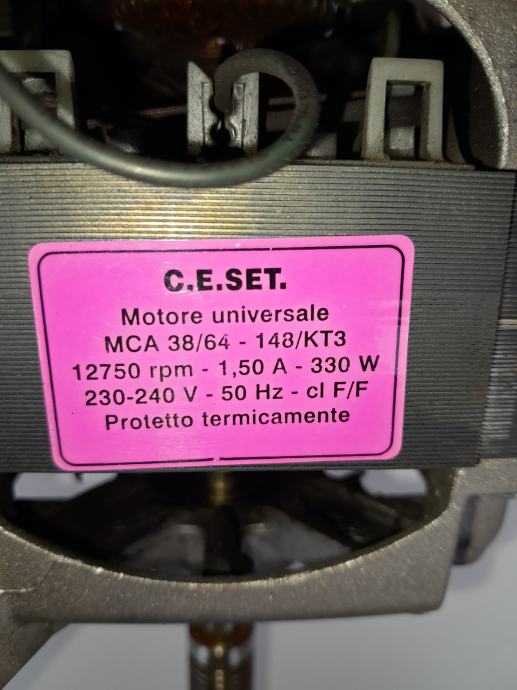 C.E.SET.
Motore universale
MCA 38/64 - 148/KT3
12750 rpm - 1,50 A - 330 W
230-240 V - 50 Hz - cl F/F
Protetto termicamente